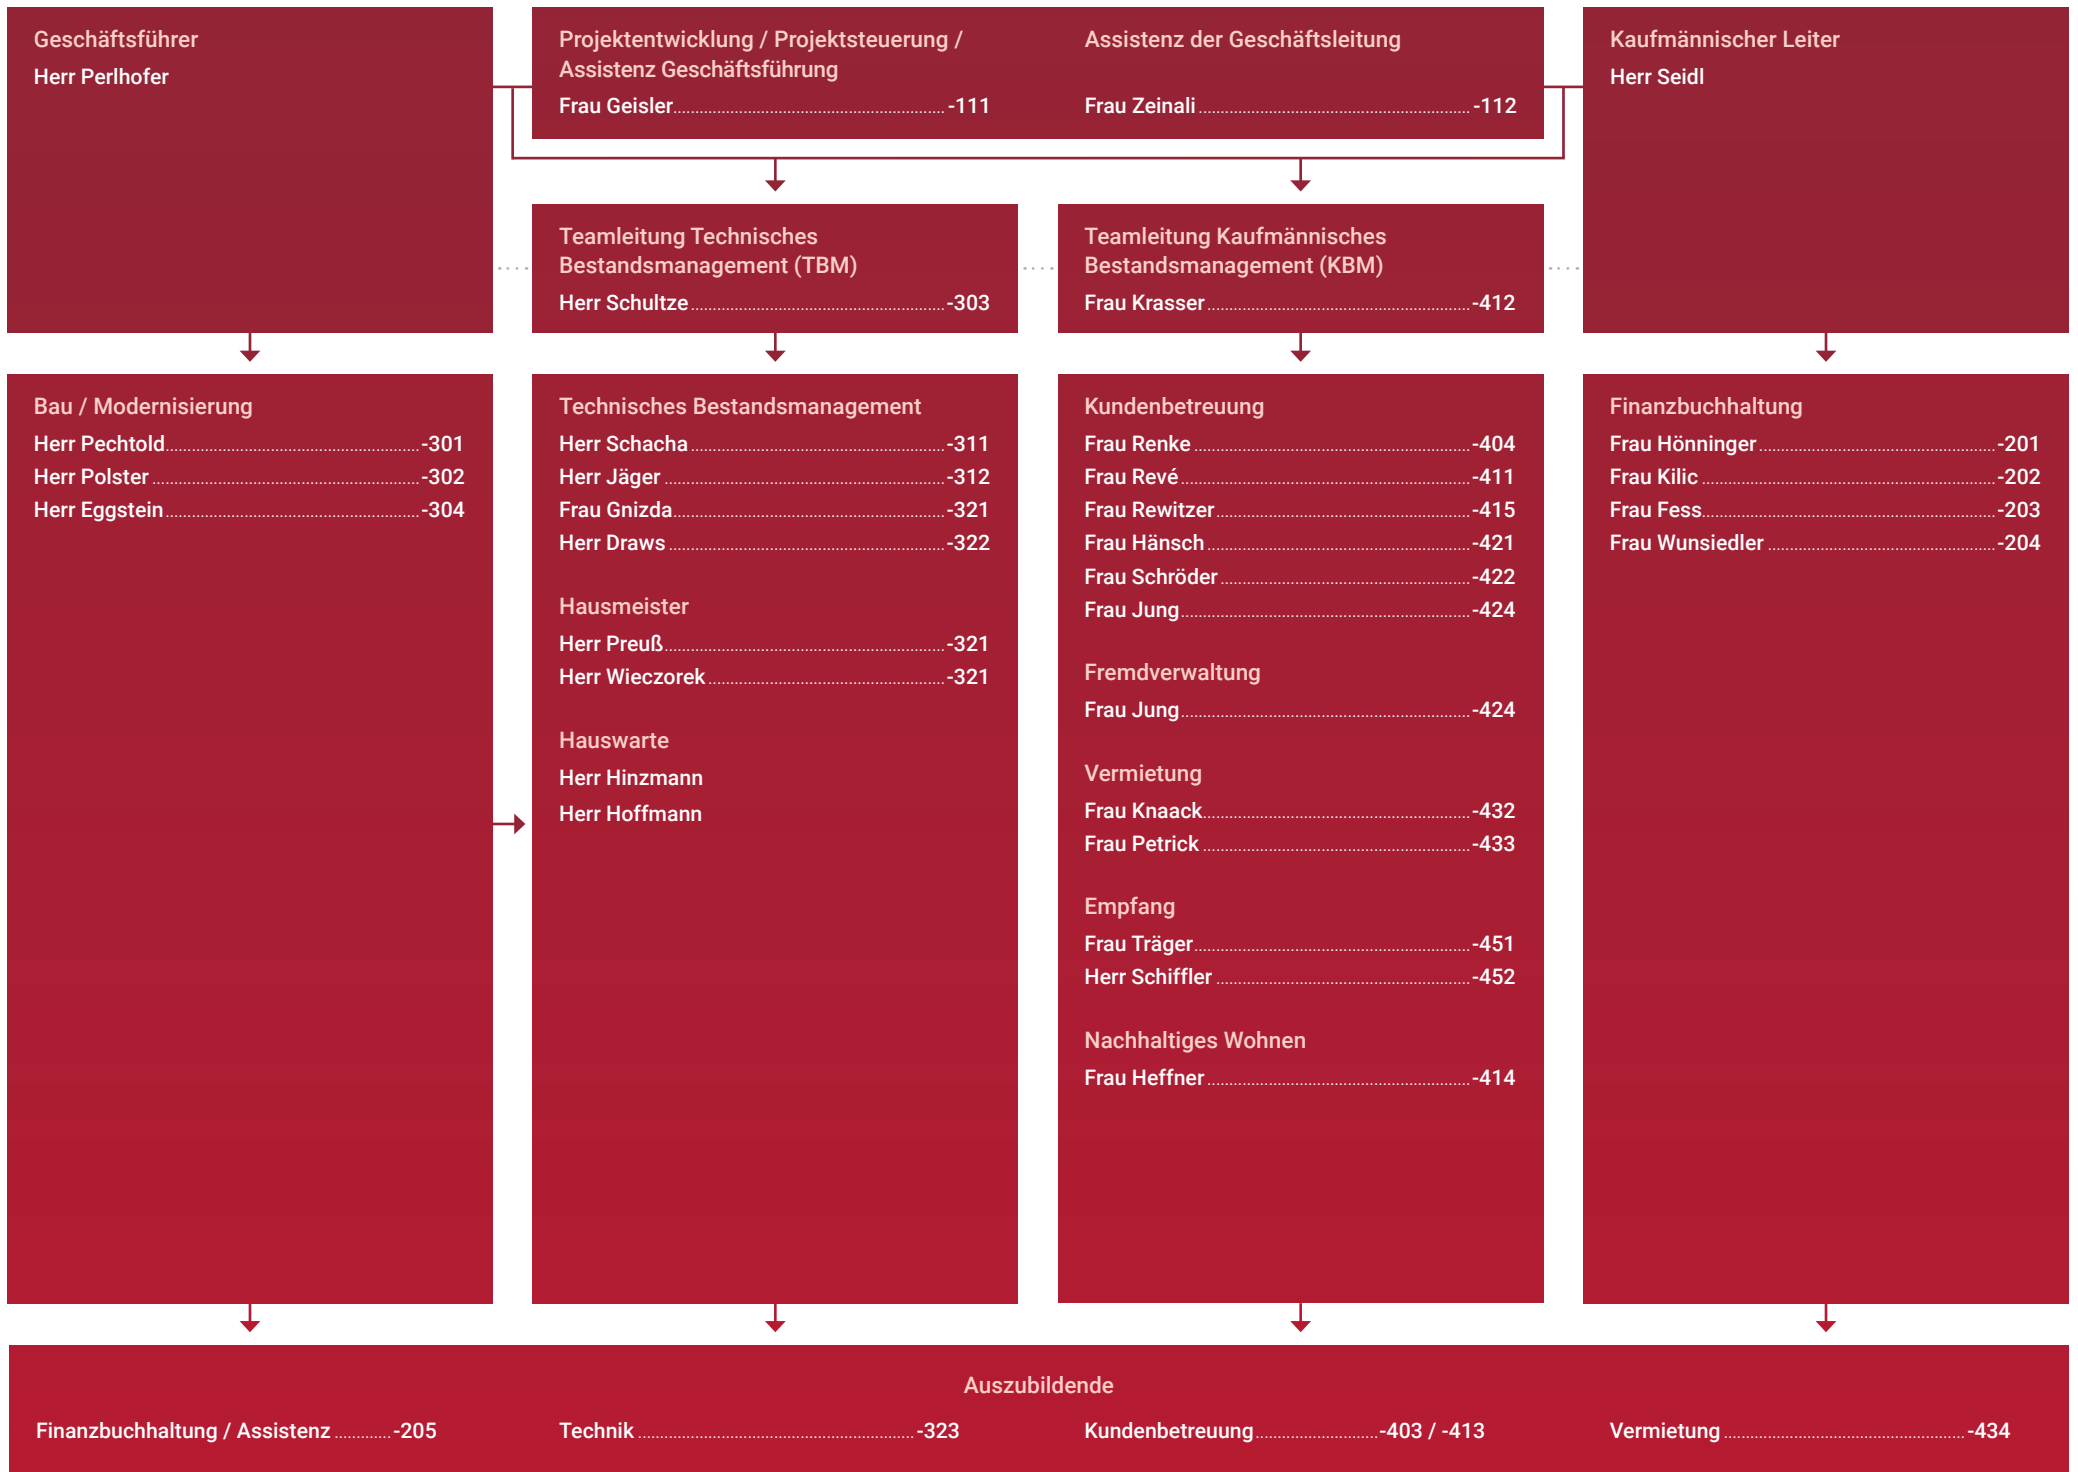 Geschäftsführer
Herr Perlhofer
Projektentwicklung / Projektsteuerung /
Assistenz Geschäftsführung
Frau Geisler -111
Assistenz der Geschäftsleitung
Frau Zeinali -112
Kaufmännischer Leiter
Herr Seidl
Teamleitung Technisches
Bestandsmanagement (TBM)
Herr Schultze -303
Teamleitung Kaufmännisches
Bestandsmanagement (KBM)
Frau Krasser -412
Bau / Modernisierung
Herr Pechtold -301
Herr Polster -302
Herr Eggstein -304
Technisches Bestandsmanagement
Herr Schacha -311
Herr Jäger -312
Frau Gnizda -321
Herr Draws -322
Hausmeister
Herr Preuß -321
Herr Wieczorek -321
Hauswarte
Herr Hinzmann
Herr Hoffmann
Kundenbetreuung
Frau Renke -404
Frau Revé -411
Frau Rewitzer -415
Frau Hänsch -421
Frau Schröder -422
Frau Jung -424
Fremdverwaltung
Frau Jung -424
Vermietung
Frau Knaack -432
Frau Petrick -433
Empfang
Frau Träger -451
Herr Schiffler -452
Nachhaltiges Wohnen
Frau Heffner -414
Finanzbuchhaltung
Frau Hönninger -201
Frau Kilic -202
Frau Fess -203
Frau Wunsiedler -204
Auszubildende
Finanzbuchhaltung / Assistenz -205
Technik -323
Kundenbetreuung -403 / -413
Vermietung -434